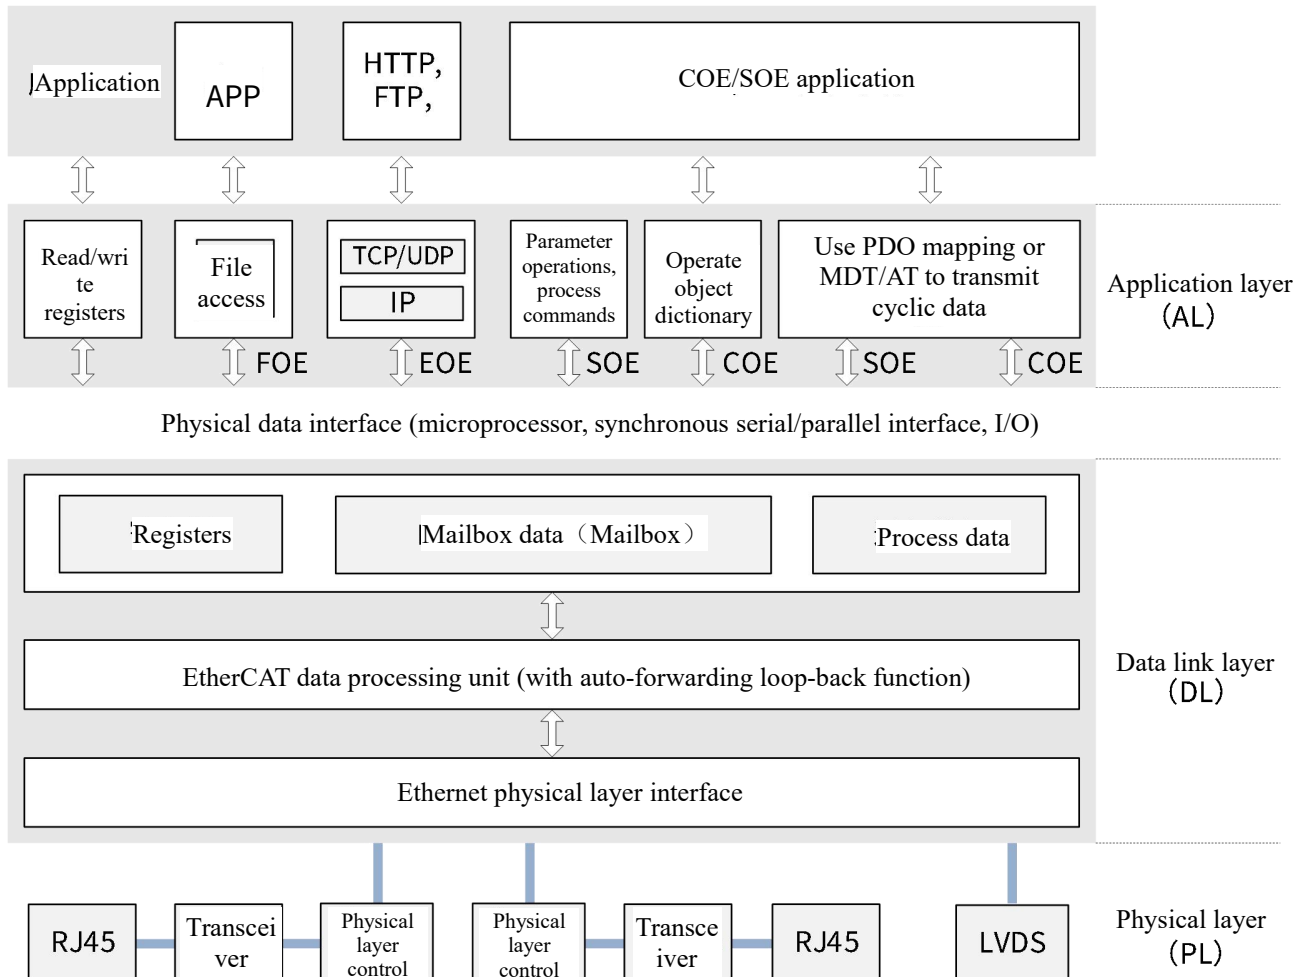 Application
APP
HTTP,
FTP,
COE/SOE application
Read/wri
te
registers
File
access
TCP/UDP
IP
Parameter
operations,
process
commands
Operate
object
dictionary
Use PDO mapping or
MDT/AT to transmit
cyclic data
Application layer
(AL)
FOE
EOE
SOE
COE
SOE
COE
Physical data interface (microprocessor, synchronous serial/parallel interface, I/O)
Registers
Mailbox data（Mailbox）
Process data
EtherCAT data processing unit (with auto-forwarding loop-back function)
Data link layer
(DL)
Ethernet physical layer interface
RJ45
Transcei
ver
Physical
layer
control
Physical
layer
control
Transce
iver
RJ45
LVDS
Physical layer
(PL)